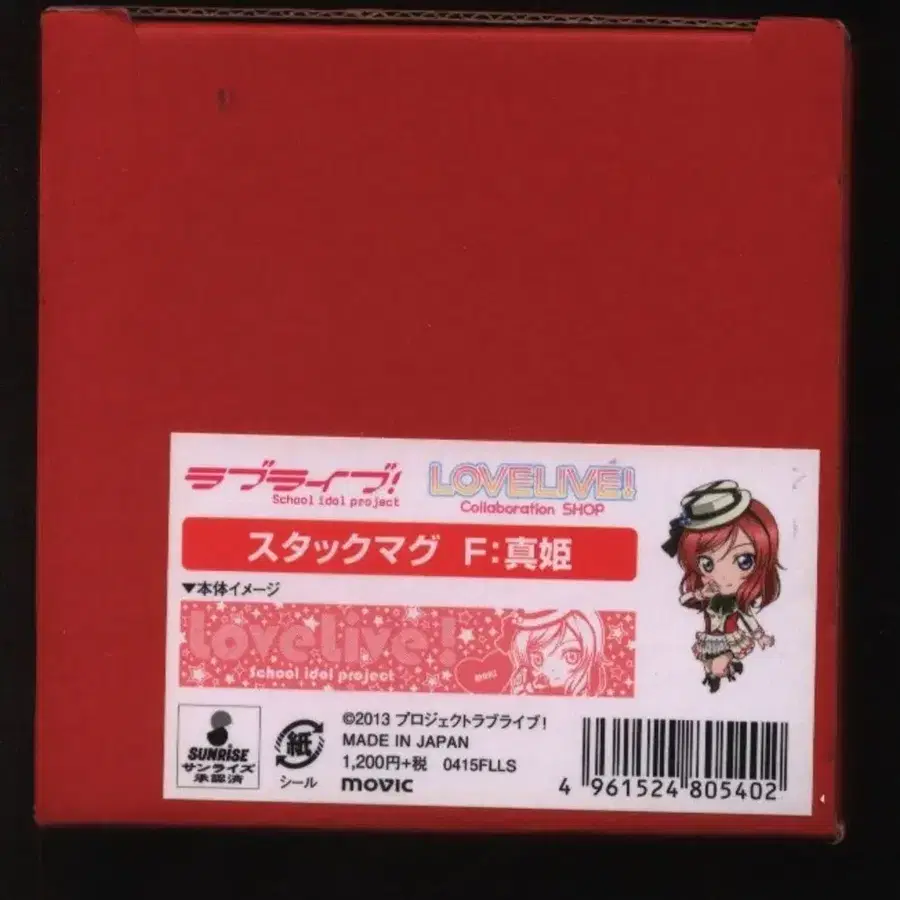 ラブライブ!
School idol project
LOVELIVE!
Collaboration SHOP
スタックマグ F:真姫
▼本体イメージ
LoveLive!
School idol project
MAKI
SUNRISE
サンライズ
承認済
紙
シール
©2013 プロジェクトラブライブ!
MADE IN JAPAN
1,200円+税 0415FLLS
movic
4 961524 805402